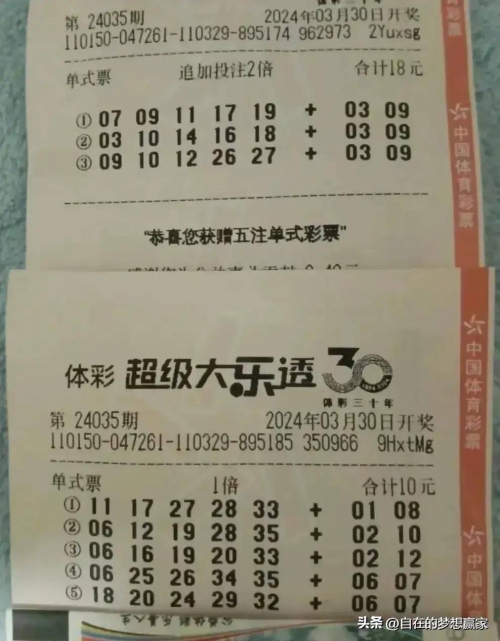 第 24035期 2024年03月30日开奖
110150-047261-110329-895174 962973 2Yuxsg
单式票 追加投注2倍 合计18元
① 07 09 11 17 19 + 03 09
② 03 10 14 16 18 + 03 09
③ 09 10 12 26 27 + 03 09
“恭喜您获赠五注单式彩票”
体彩 超级大乐透 30
体彩三十年
第 24035期 2024年03月30日开奖
110150-047261-110329-895185 350966 9HxtMg
单式票 1倍 合计10元
① 11 17 27 28 33 + 01 08
② 06 12 19 28 35 + 02 10
③ 06 16 19 20 33 + 02 12
④ 06 25 26 34 35 + 06 07
⑤ 18 20 24 29 32 + 06 07
体育彩票
中国体育彩票
中国体育彩票
中国体育彩
头条 @自在的梦想赢家